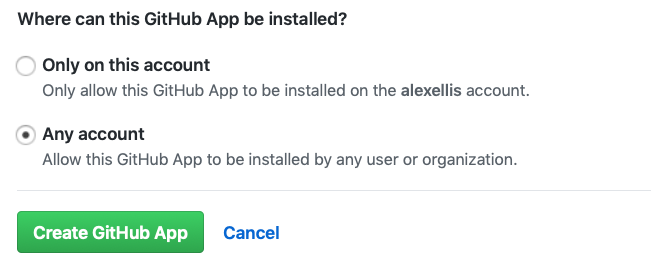 Where can this GitHub App be installed?
Only on this account
Only allow this GitHub App to be installed on the alexellis account.
Any account
Allow this GitHub App to be installed by any user or organization.
Create GitHub App
Cancel